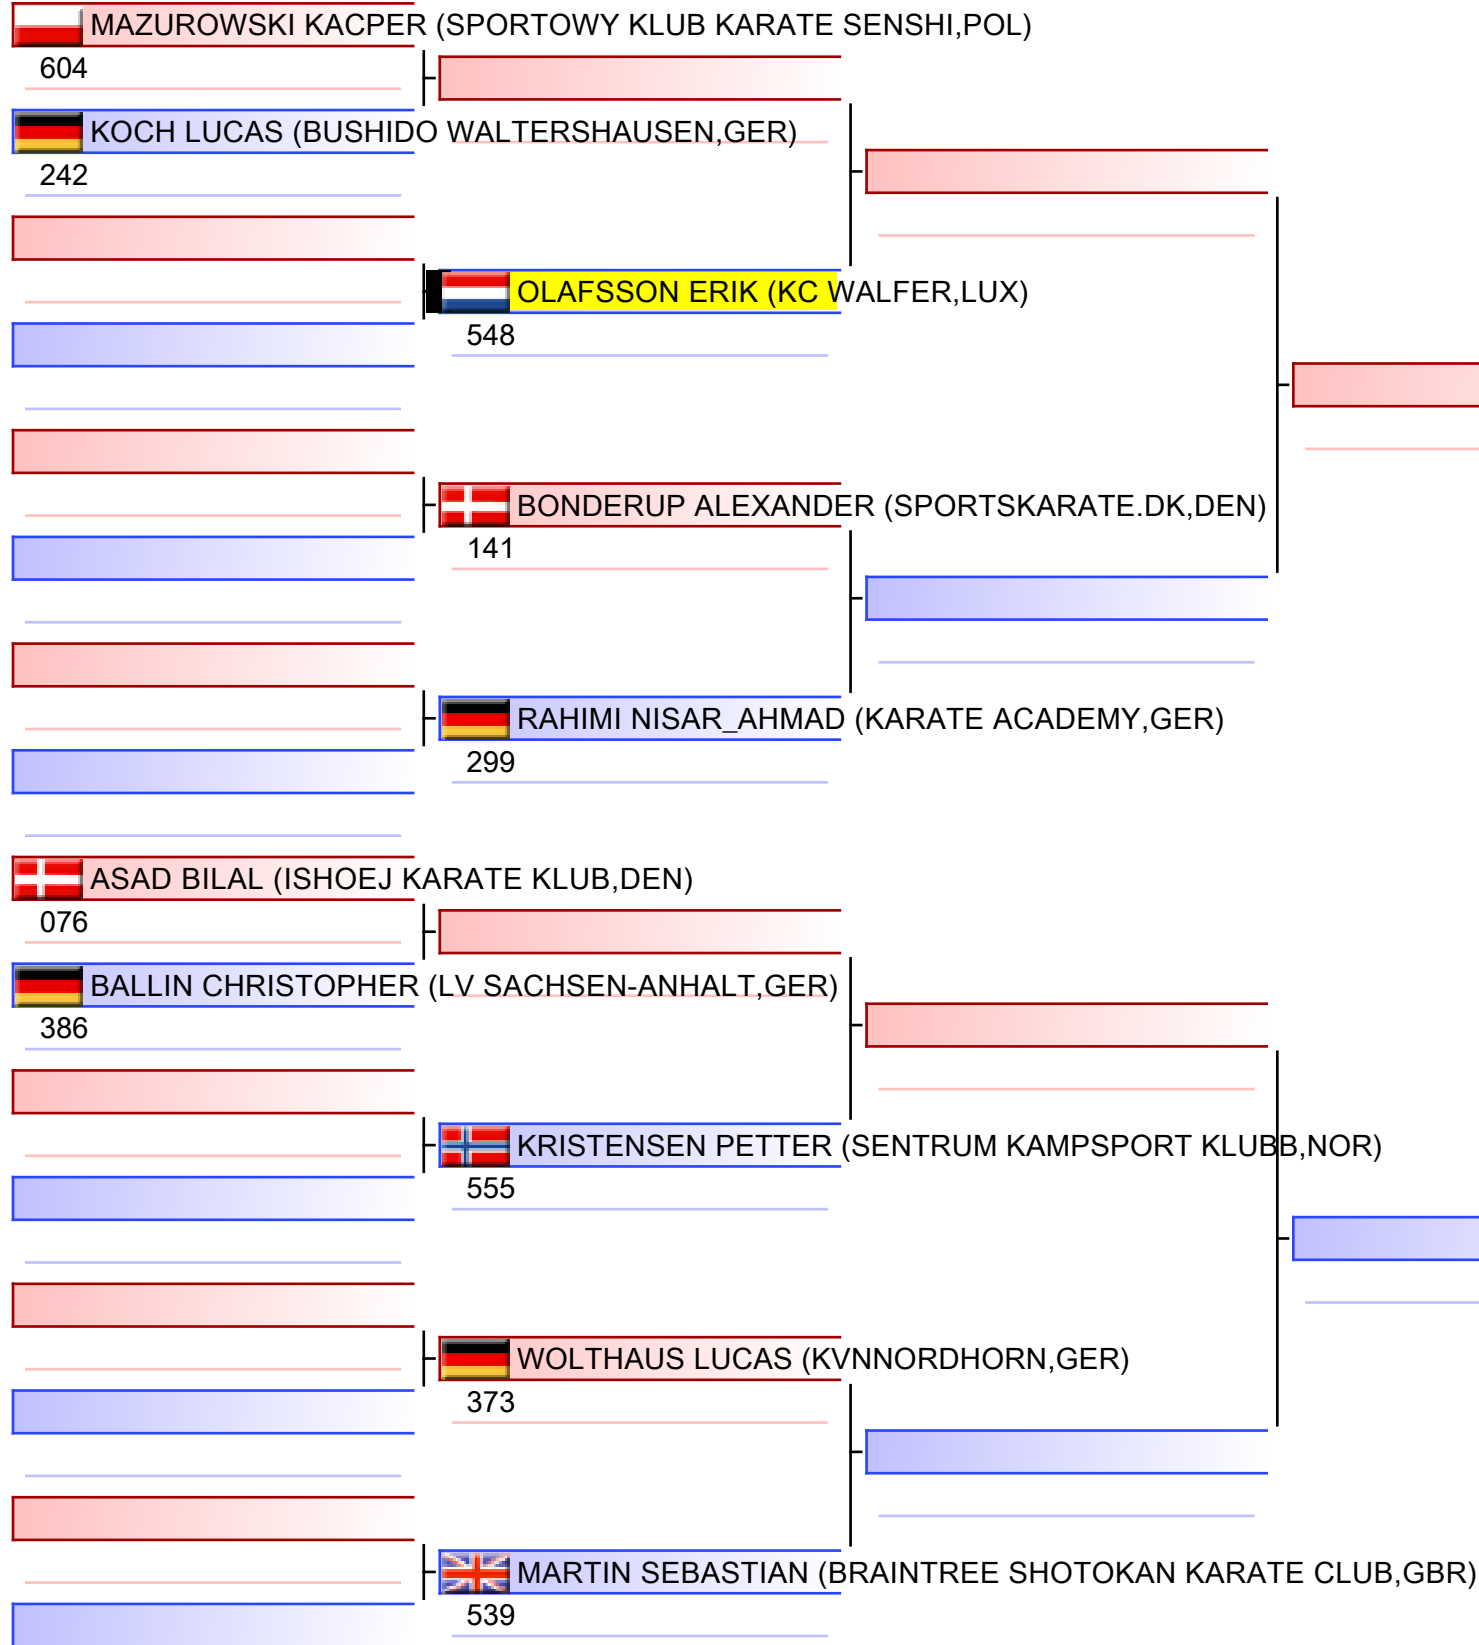 MAZUROWSKI KACPER (SPORTOWY KLUB KARATE SENSHI,POL)
604
KOCH LUCAS (BUSHIDO WALTERSHAUSEN,GER)
242
OLAFSSON ERIK (KC WALFER,LUX)
548
BONDERUP ALEXANDER (SPORTSKARATE.DK,DEN)
141
RAHIMI NISAR_AHMAD (KARATE ACADEMY,GER)
299
ASAD BILAL (ISHOEJ KARATE KLUB,DEN)
076
BALLIN CHRISTOPHER (LV SACHSEN-ANHALT,GER)
386
KRISTENSEN PETTER (SENTRUM KAMPSPORT KLUBB,NOR)
555
WOLTHAUS LUCAS (KVNNORDHORN,GER)
373
MARTIN SEBASTIAN (BRAINTREE SHOTOKAN KARATE CLUB,GBR)
539